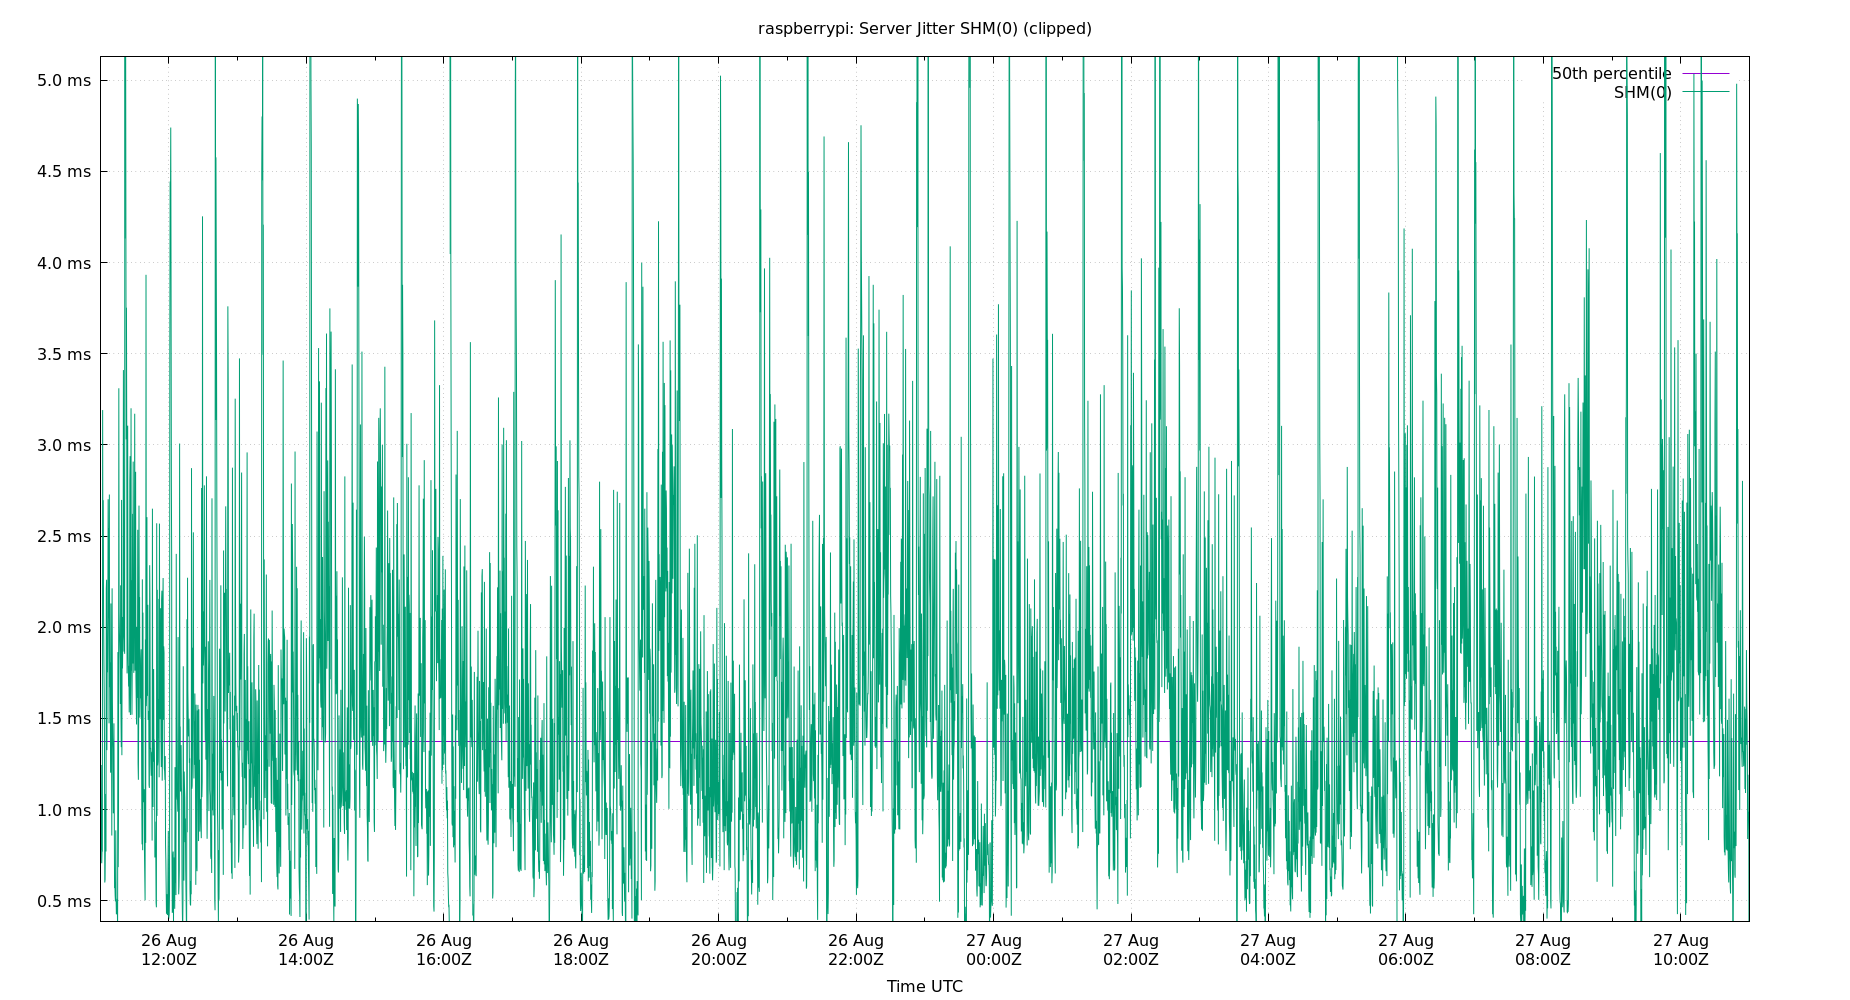 raspberrypi: Server Jitter SHM(0) (clipped)
50th percentile
SHM(0)
5.0 ms
4.5 ms
4.0 ms
3.5 ms
3.0 ms
2.5 ms
2.0 ms
1.5 ms
1.0 ms
0.5 ms
26 Aug 26 Aug 26 Aug 26 Aug 26 Aug 26 Aug 27 Aug 27 Aug 27 Aug 27 Aug 27 Aug 27 Aug
12:00Z 14:00Z 16:00Z 18:00Z 20:00Z 22:00Z 00:00Z 02:00Z 04:00Z 06:00Z 08:00Z 10:00Z
Time UTC